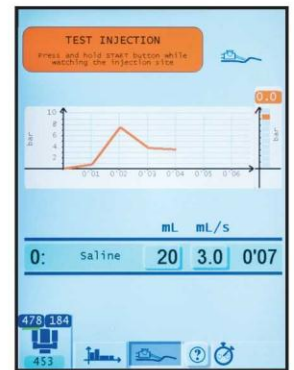 TEST INJECTION
Press and hold START button while
watching the injection site
0.0
10
8
6
4
2
bar
bar
0'01 0'02 0'03 0'04 0'05 0'06
mL mL/s
0: Saline 20 3.0 0'07
478 184
453
?